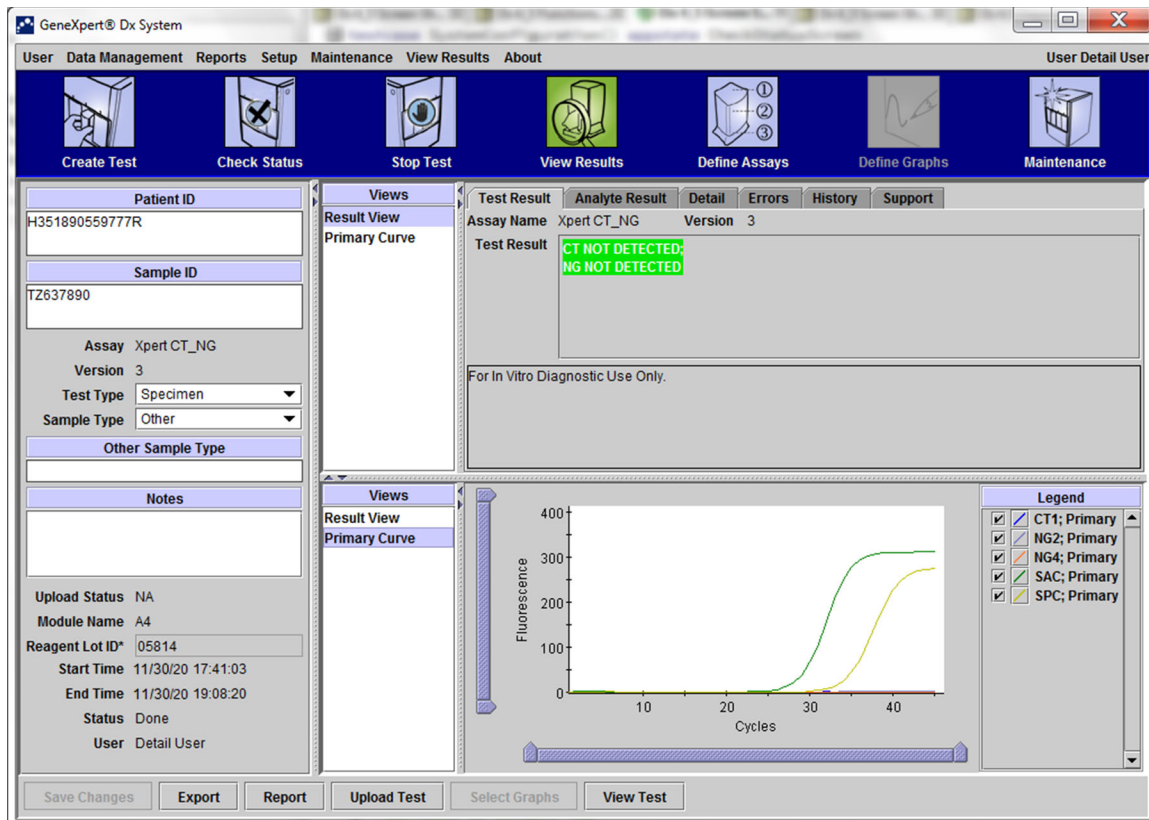 GeneXpert® Dx System
User Data Management Reports Setup Maintenance View Results About User Detail User
Create Test Check Status Stop Test View Results Define Assays Define Graphs Maintenance
① ② ③
Patient ID
H351890559777R
Sample ID
TZ637890
Assay Xpert CT_NG
Version 3
Test Type Specimen
Sample Type Other
Other Sample Type
Notes
Upload Status NA
Module Name A4
Reagent Lot ID* 05814
Start Time 11/30/20 17:41:03
End Time 11/30/20 19:08:20
Status Done
User Detail User
Views
Result View
Primary Curve
Test Result Analyte Result Detail Errors History Support
Assay Name Xpert CT_NG Version 3
Test Result CT NOT DETECTED;
NG NOT DETECTED
For In Vitro Diagnostic Use Only.
Views
Result View
Primary Curve
400
300
200
100
0
Fluorescence
10 20 30 40
Cycles
Legend
CT1; Primary
NG2; Primary
NG4; Primary
SAC; Primary
SPC; Primary
Save Changes Export Report Upload Test Select Graphs View Test